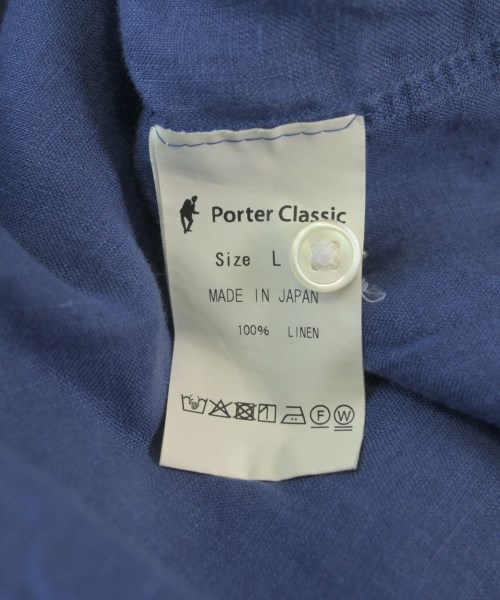 Porter Classic
Size L
MADE IN JAPAN
100% LINEN
F W